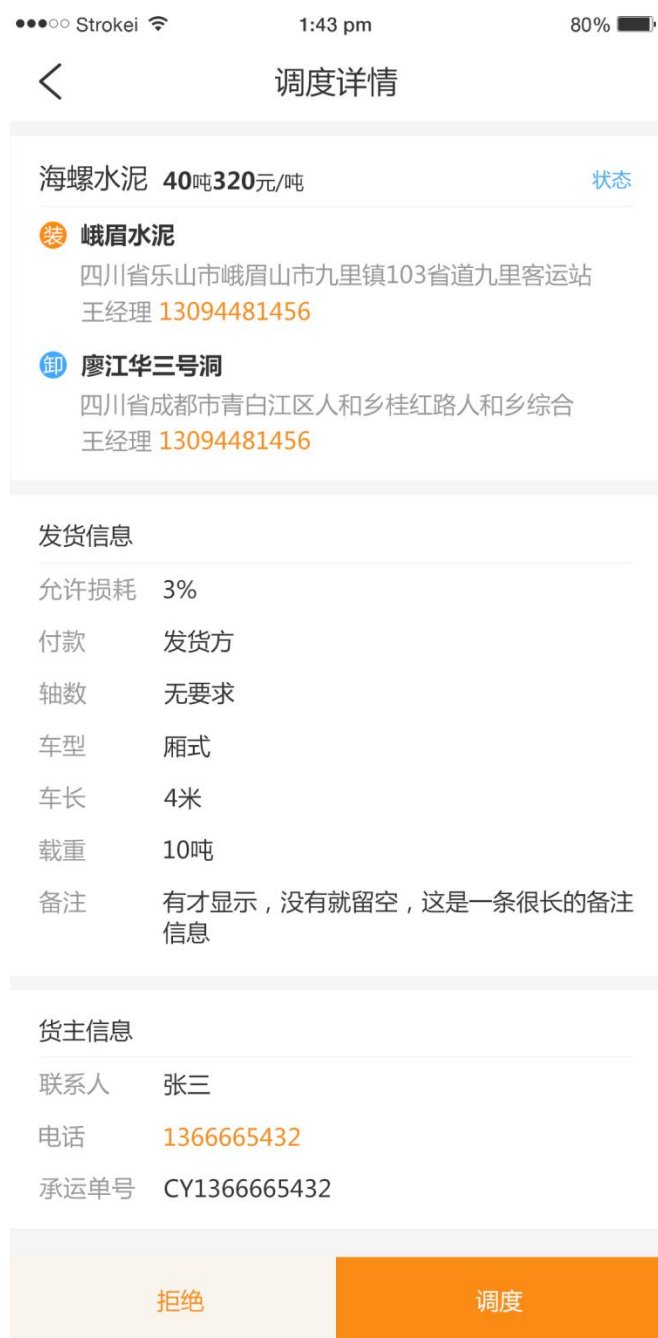 Strokei 1:43 pm 80%
调度详情
海螺水泥 40吨320元/吨 状态
装 峨眉水泥
四川省乐山市峨眉山市九里镇103省道九里客运站
王经理 13094481456
卸 廖江华三号洞
四川省成都市青白江区人和乡桂红路人和乡综合
王经理 13094481456
发货信息
允许损耗 3%
付款 发货方
轴数 无要求
车型 厢式
车长 4米
载重 10吨
备注 有才显示，没有就留空，这是一条很长的备注
信息
货主信息
联系人 张三
电话 1366665432
承运单号 CY1366665432
拒绝 调度